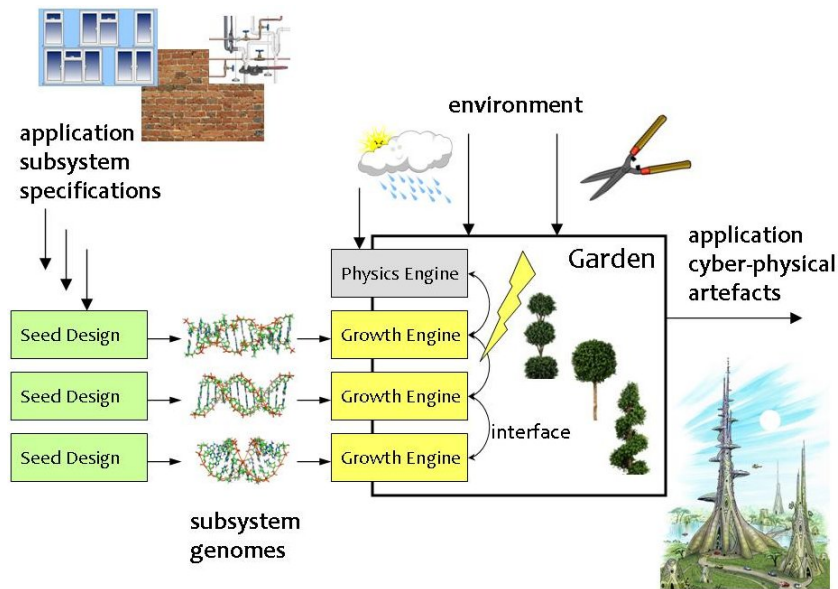 environment
application
subsystem
specifications
Garden
application
cyber-physical
artefacts
Physics Engine
Seed Design
Growth Engine
Seed Design
Growth Engine
interface
Seed Design
Growth Engine
subsystem
genomes